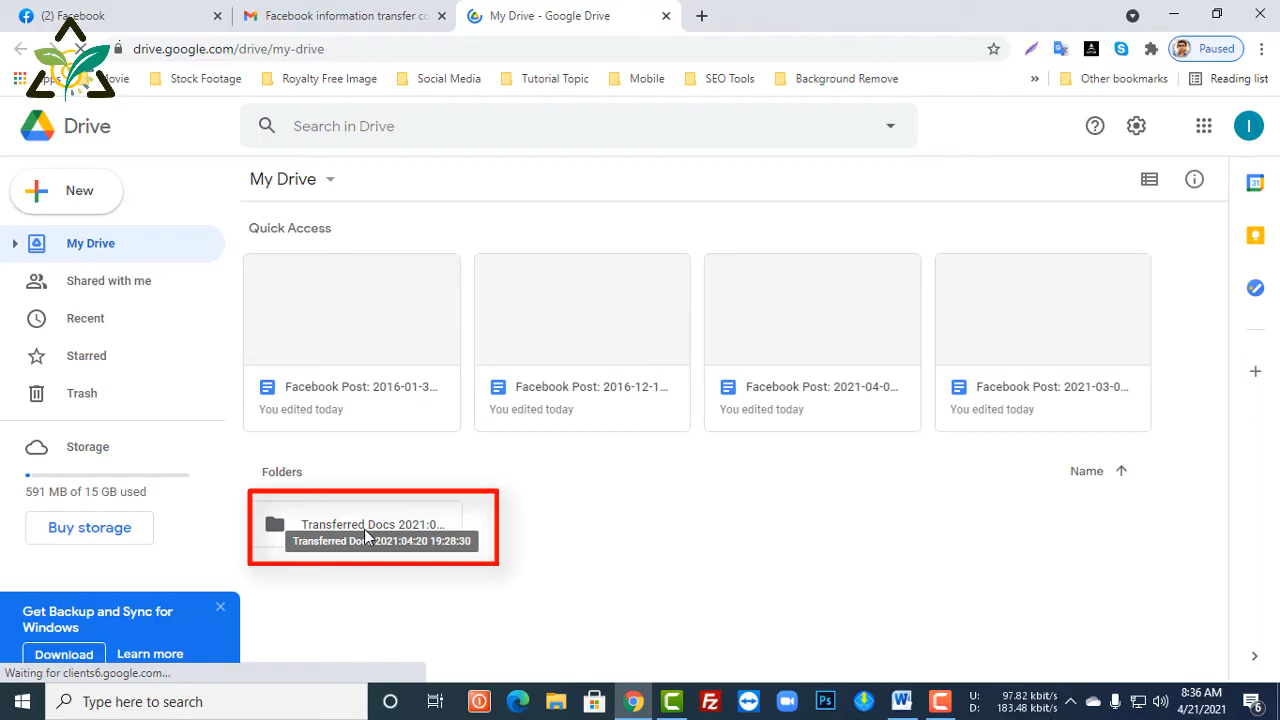 (2) Facebook
Facebook information transfer co
My Drive - Google Drive
drive.google.com/drive/my-drive
Paused
Apps
Movie
Stock Footage
Royalty Free Image
Social Media
Tutorial Topic
Mobile
SEO Tools
Background Remove
»
Other bookmarks
Reading list
Drive
Search in Drive
I
New
My Drive
31
Quick Access
My Drive
Shared with me
Recent
Starred
Trash
Facebook Post: 2016-01-3...
Facebook Post: 2016-12-1...
Facebook Post: 2021-04-0...
Facebook Post: 2021-03-0...
You edited today
You edited today
You edited today
You edited today
Storage
591 MB of 15 GB used
Buy storage
Folders
Name
Transferred Docs 2021:0...
Transferred Docs 2021:04:20 19:28:30
Get Backup and Sync for
Windows
Download
Learn more
Waiting for clients6.google.com...
Type here to search
Ps
W
U: 97.82 kbit/s
D: 183.48 kbit/s
8:36 AM
4/21/2021
6